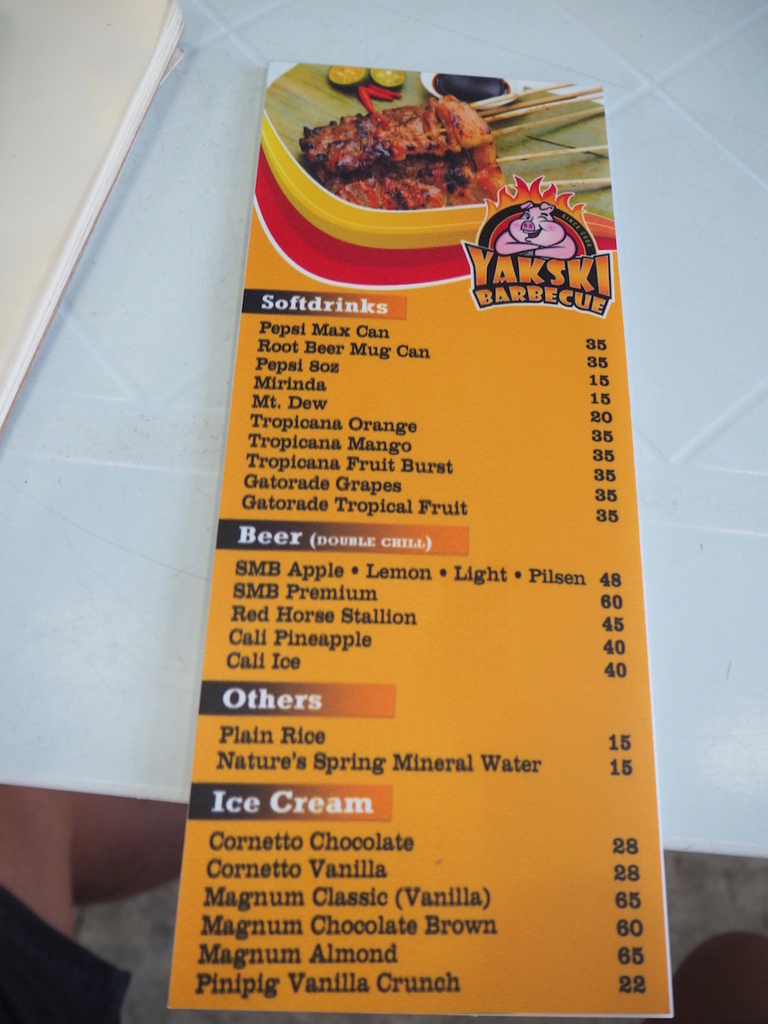 SINCE 2000
YAKSKI
BARBECUE
Softdrinks
Pepsi Max Can 35
Root Beer Mug Can 35
Pepsi 8oz 15
Mirinda 15
Mt. Dew 20
Tropicana Orange 35
Tropicana Mango 35
Tropicana Fruit Burst 35
Gatorade Grapes 35
Gatorade Tropical Fruit 35
Beer (DOUBLE CHILL)
SMB Apple • Lemon • Light • Pilsen 48
SMB Premium 60
Red Horse Stallion 45
Cali Pineapple 40
Cali Ice 40
Others
Plain Rice 15
Nature's Spring Mineral Water 15
Ice Cream
Cornetto Chocolate 28
Cornetto Vanilla 28
Magnum Classic (Vanilla) 65
Magnum Chocolate Brown 60
Magnum Almond 65
Pinipig Vanilla Crunch 22